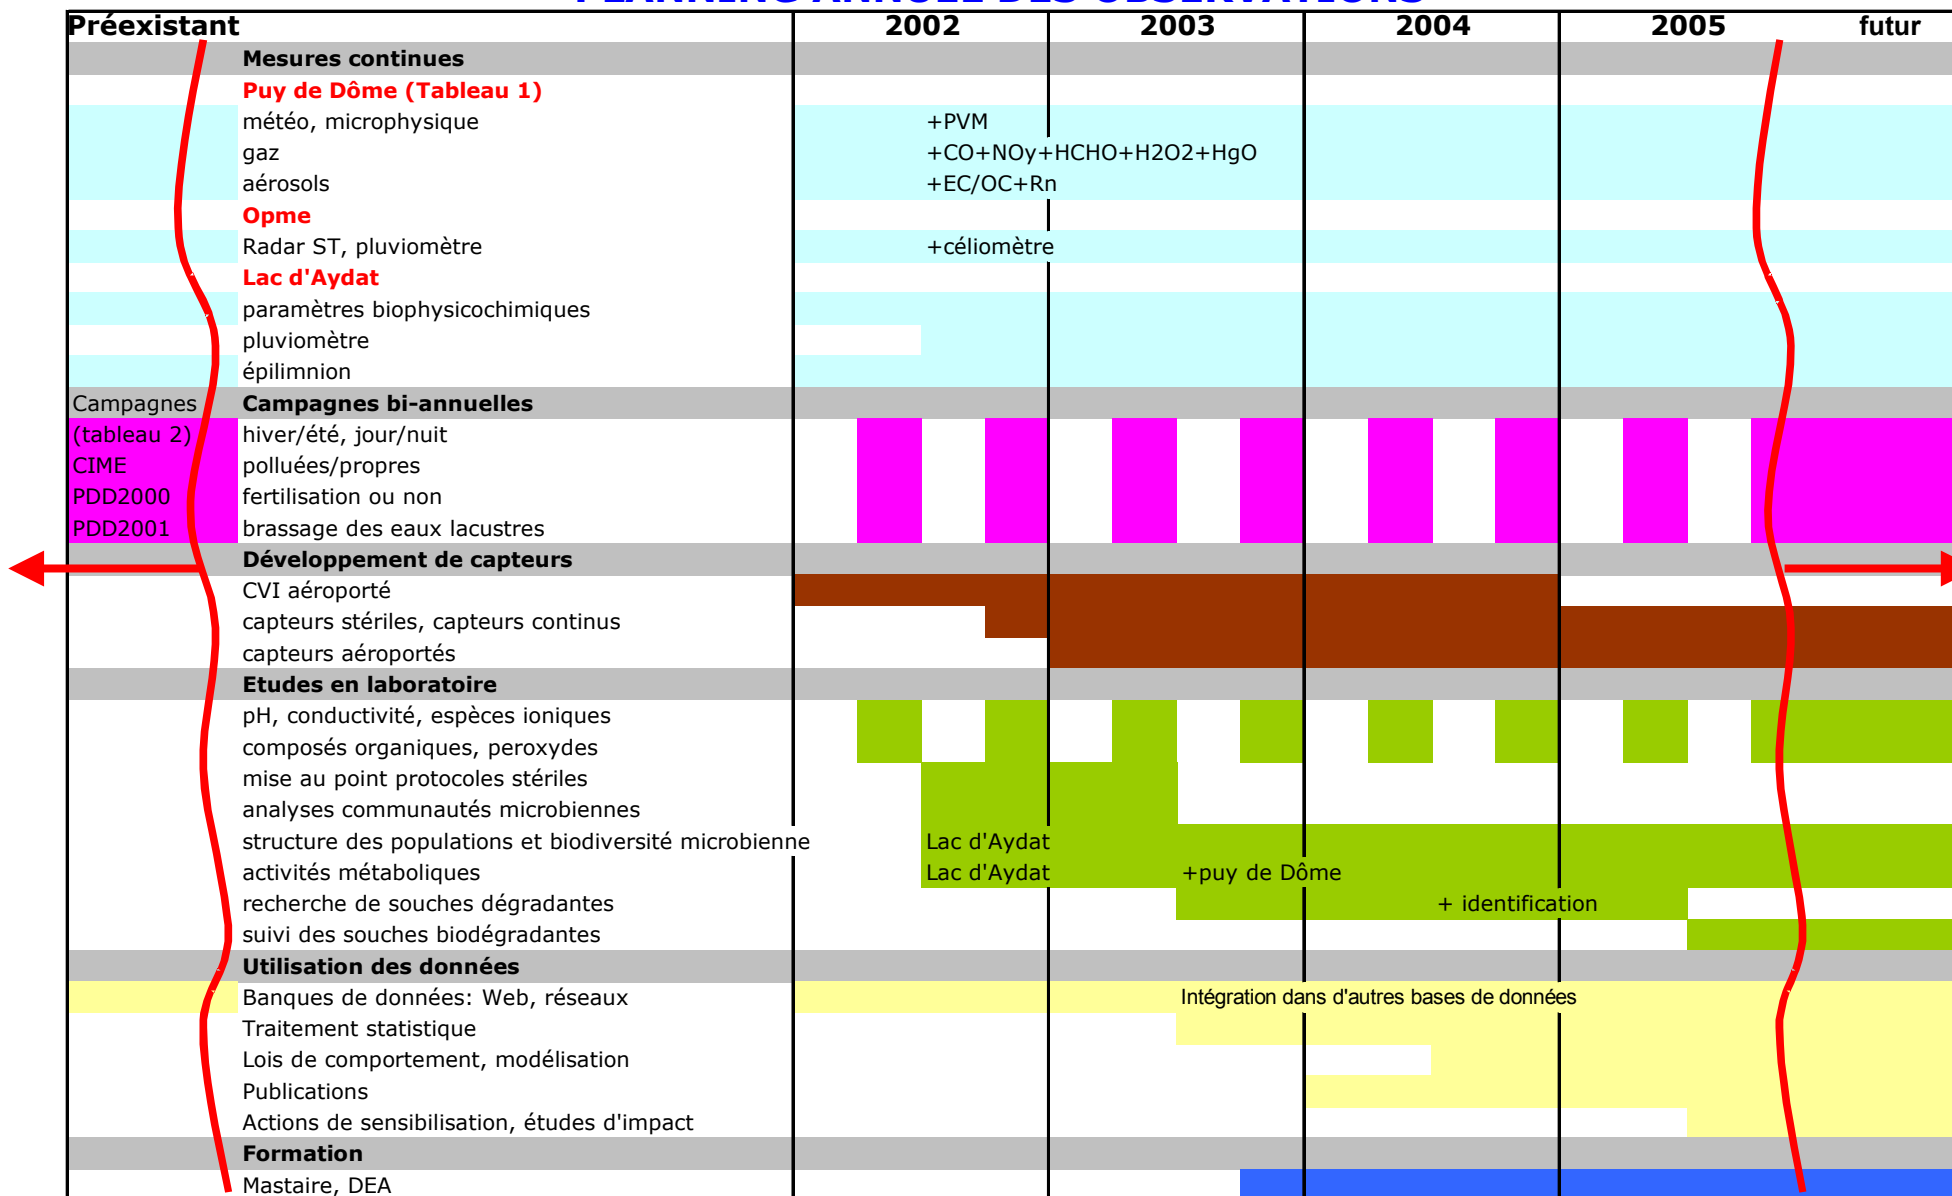 PLANNING ANNUEL DES OBSERVATIONS
Préexistant 2002 2003 2004 2005 futur
Mesures continues
Puy de Dôme (Tableau 1)
météo, microphysique +PVM
gaz +CO+NOy+HCHO+H2O2+HgO
aérosols +EC/OC+Rn
Opme
Radar ST, pluviomètre +céliomètre
Lac d'Aydat
paramètres biophysicochimiques
pluviomètre
épilimnion
Campagnes Campagnes bi-annuelles
(tableau 2) hiver/été, jour/nuit
CIME polluées/propres
PDD2000 fertilisation ou non
PDD2001 brassage des eaux lacustres
Développement de capteurs
CVI aéroporté
capteurs stériles, capteurs continus
capteurs aéroportés
Etudes en laboratoire
pH, conductivité, espèces ioniques
composés organiques, peroxydes
mise au point protocoles stériles
analyses communautés microbiennes
structure des populations et biodiversité microbienne Lac d'Aydat
activités métaboliques Lac d'Aydat +puy de Dôme
recherche de souches dégradantes + identification
suivi des souches biodégradantes
Utilisation des données
Banques de données: Web, réseaux Intégration dans d'autres bases de données
Traitement statistique
Lois de comportement, modélisation
Publications
Actions de sensibilisation, études d'impact
Formation
Mastaire, DEA